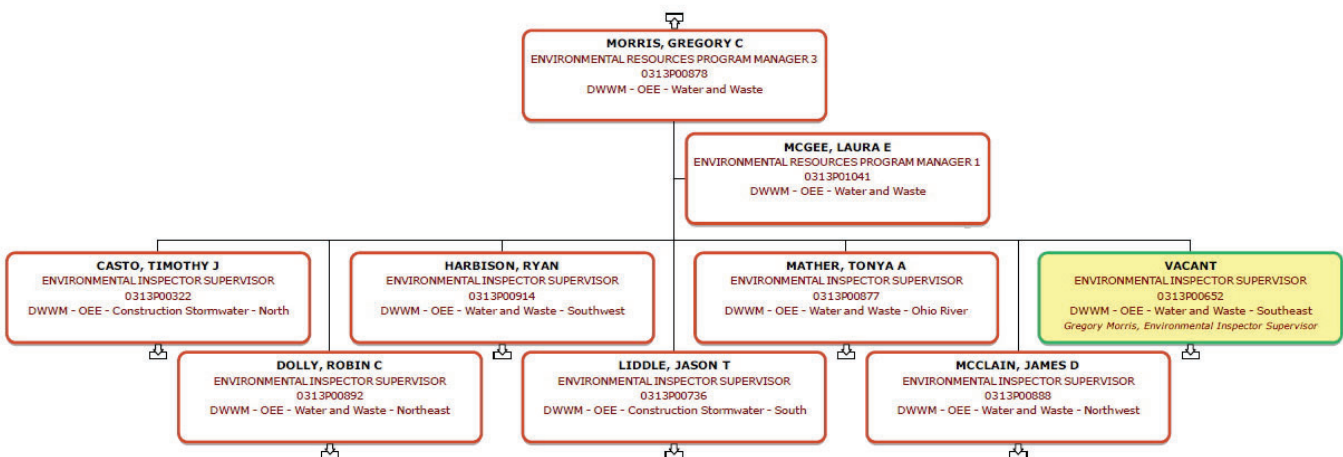 MORRIS, GREGORY C
ENVIRONMENTAL RESOURCES PROGRAM MANAGER 3
0313P00878
DWWM - OEE - Water and Waste
MCGEE, LAURA E
ENVIRONMENTAL RESOURCES PROGRAM MANAGER 1
0313P01041
DWWM - OEE - Water and Waste
CASTO, TIMOTHY J
ENVIRONMENTAL INSPECTOR SUPERVISOR
0313P00322
DWWM - OEE - Construction Stormwater - North
HARBISON, RYAN
ENVIRONMENTAL INSPECTOR SUPERVISOR
0313P00914
DWWM - OEE - Water and Waste - Southwest
MATHER, TONYA A
ENVIRONMENTAL INSPECTOR SUPERVISOR
0313P00877
DWWM - OEE - Water and Waste - Ohio River
VACANT
ENVIRONMENTAL INSPECTOR SUPERVISOR
0313P00652
DWWM - OEE - Water and Waste - Southeast
Gregory Morris, Environmental Inspector Supervisor
DOLLY, ROBIN C
ENVIRONMENTAL INSPECTOR SUPERVISOR
0313P00892
DWWM - OEE - Water and Waste - Northeast
LIDDLE, JASON T
ENVIRONMENTAL INSPECTOR SUPERVISOR
0313P00736
DWWM - OEE - Construction Stormwater - South
MCCLAIN, JAMES D
ENVIRONMENTAL INSPECTOR SUPERVISOR
0313P00888
DWWM - OEE - Water and Waste - Northwest